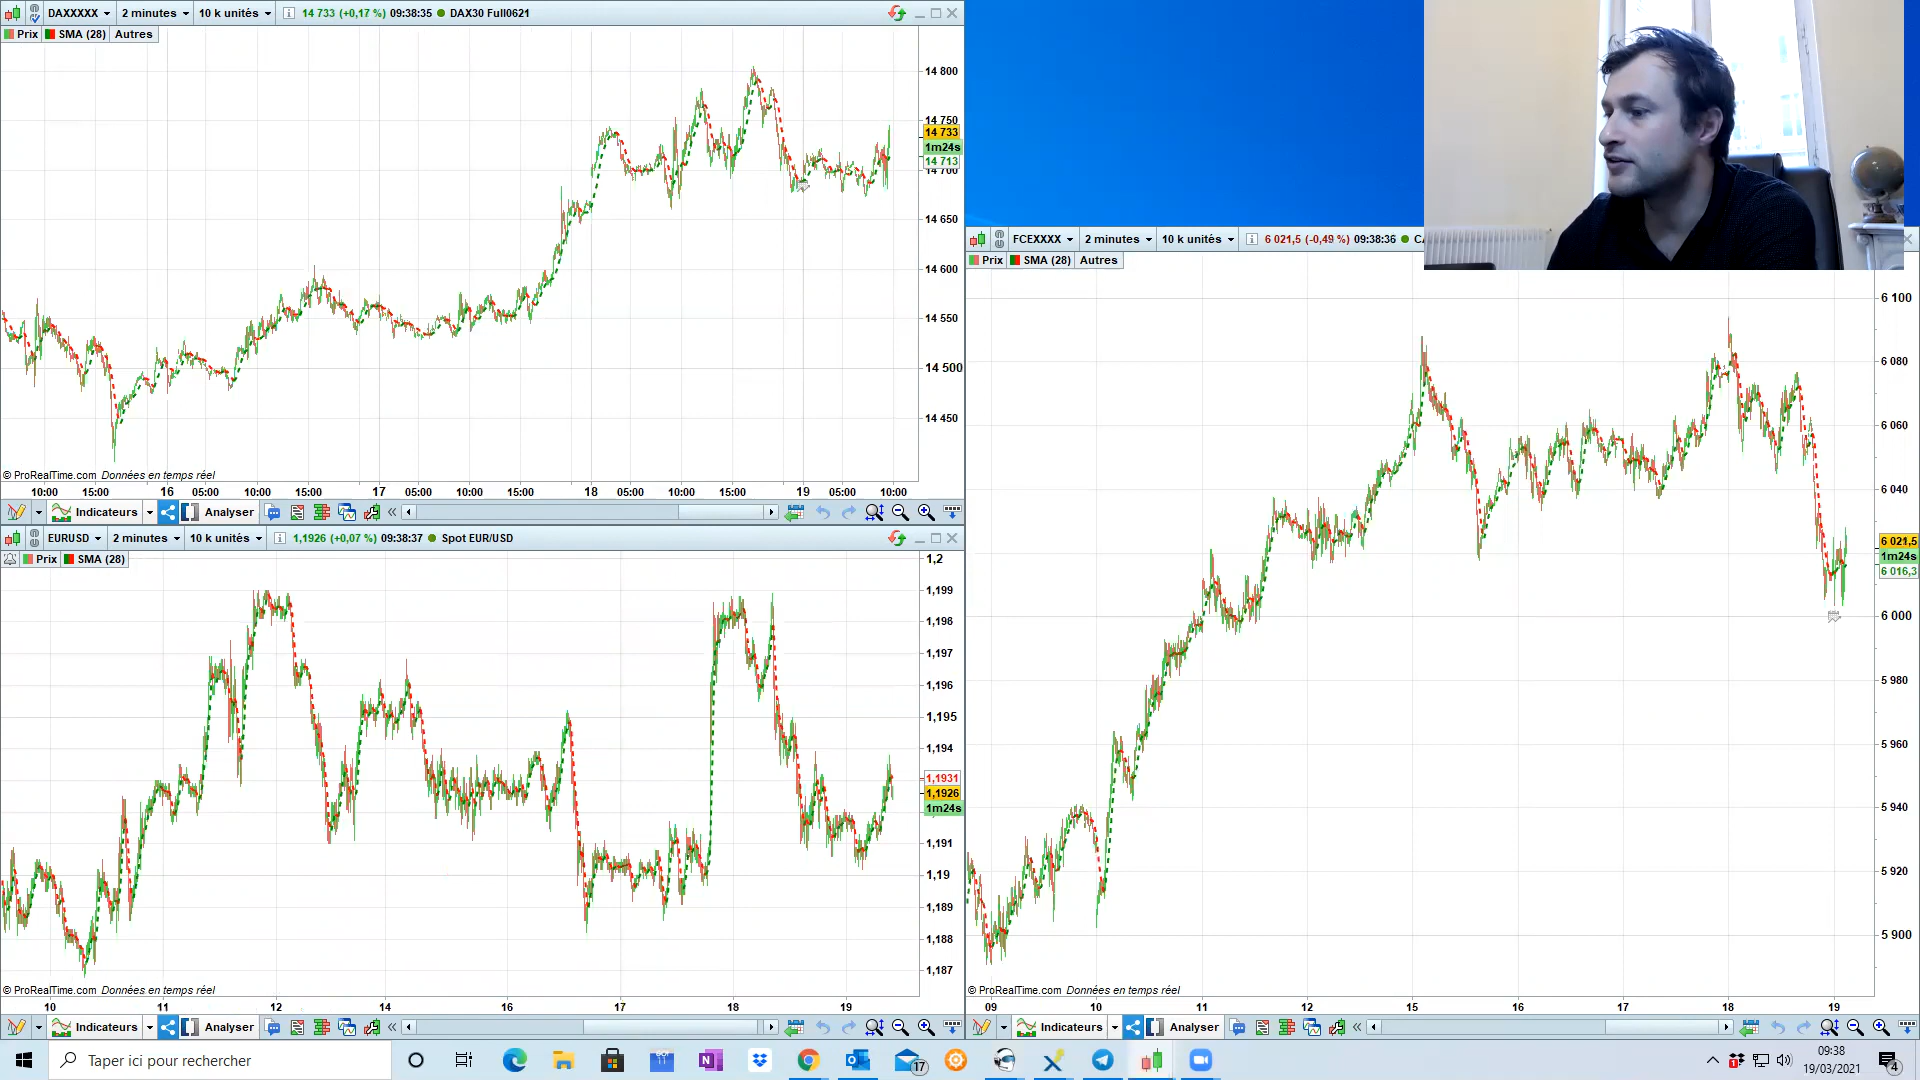 DAXXXXX 2 minutes 10 k unités 14 733 (+0,17 %) 09:38:35 DAX30 Full0621
Prix SMA (28) Autres
14 800
14 750
14 733
1m24s
14 713
14 700
14 650
14 600
14 550
14 500
14 450
© ProRealTime.com Données en temps réel
10:00 15:00 16 05:00 10:00 15:00 17 05:00 10:00 15:00 18 05:00 10:00 15:00 19 05:00 10:00
Indicateurs Analyser
EURUSD 2 minutes 10 k unités 1,1926 (+0,07 %) 09:38:37 Spot EUR/USD
Prix SMA (28)
1,2
1,199
1,198
1,197
1,196
1,195
1,194
1,1931
1,1926
1m24s
1,191
1,19
1,189
1,188
1,187
© ProRealTime.com Données en temps réel
10 11 12 14 16 17 18 19
Indicateurs Analyser
FCEXXXX 2 minutes 10 k unités 6 021,5 (-0,49 %) 09:38:36
Prix SMA (28) Autres
6 100
6 080
6 060
6 040
6 021,5
1m24s
6 016,3
6 000
5 980
5 960
5 940
5 920
5 900
© ProRealTime.com Données en temps réel
09 10 11 12 15 16 17 18 19
Indicateurs Analyser
Taper ici pour rechercher
17
09:38
19/03/2021
4